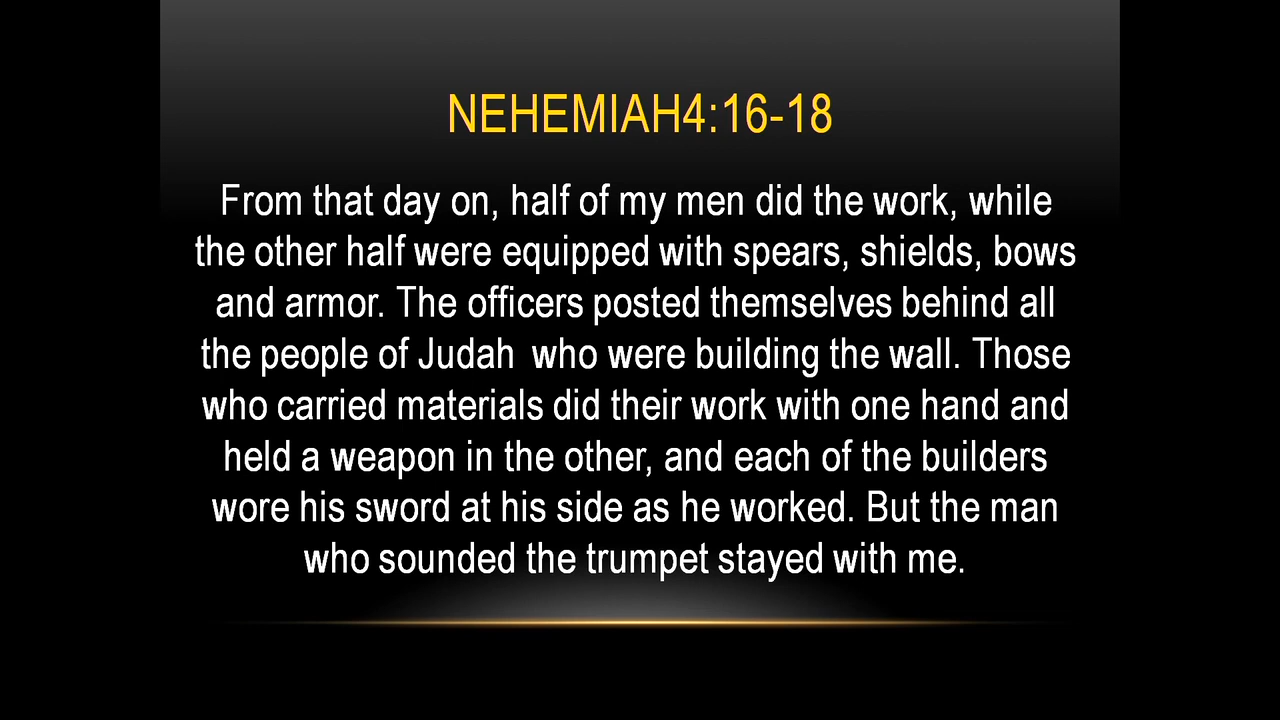 NEHEMIAH4:16-18
From that day on, half of my men did the work, while
the other half were equipped with spears, shields, bows
and armor. The officers posted themselves behind all
the people of Judah  who were building the wall. Those
who carried materials did their work with one hand and
held a weapon in the other, and each of the builders
wore his sword at his side as he worked. But the man
who sounded the trumpet stayed with me.